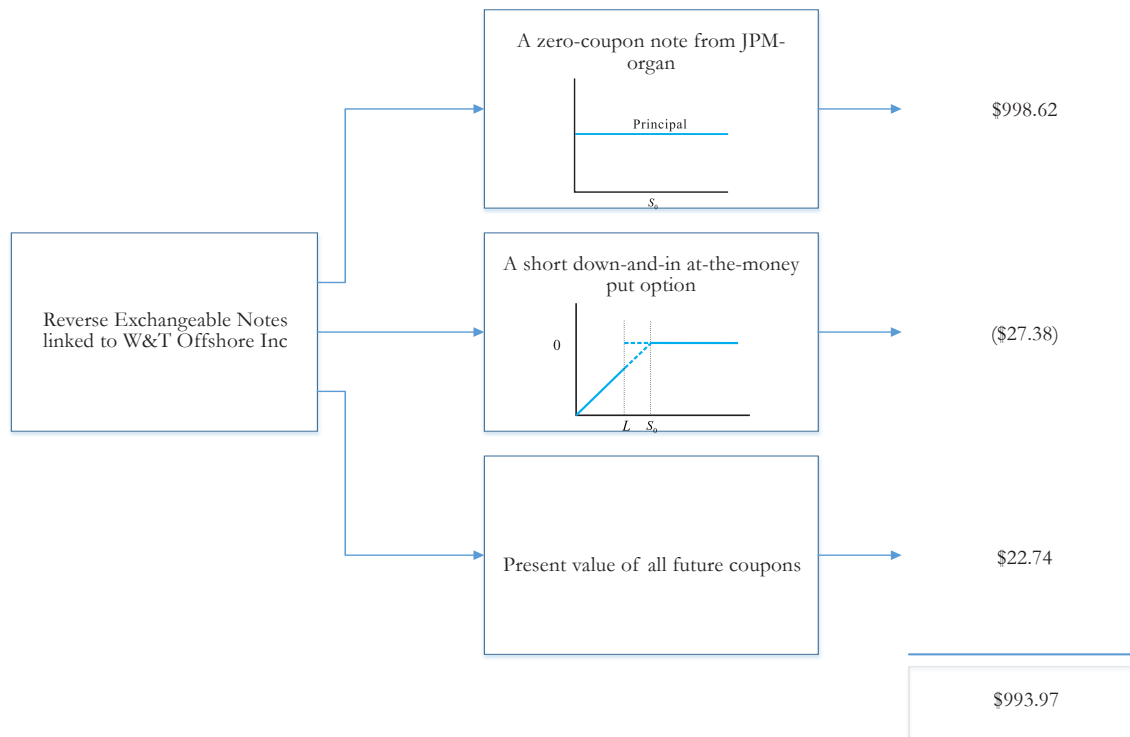 A zero-coupon note from JPM-
organ
Principal
S₀
$998.62
Reverse Exchangeable Notes
linked to W&T Offshore Inc
A short down-and-in at-the-money
put option
0
L S₀
($27.38)
Present value of all future coupons
$22.74
$993.97